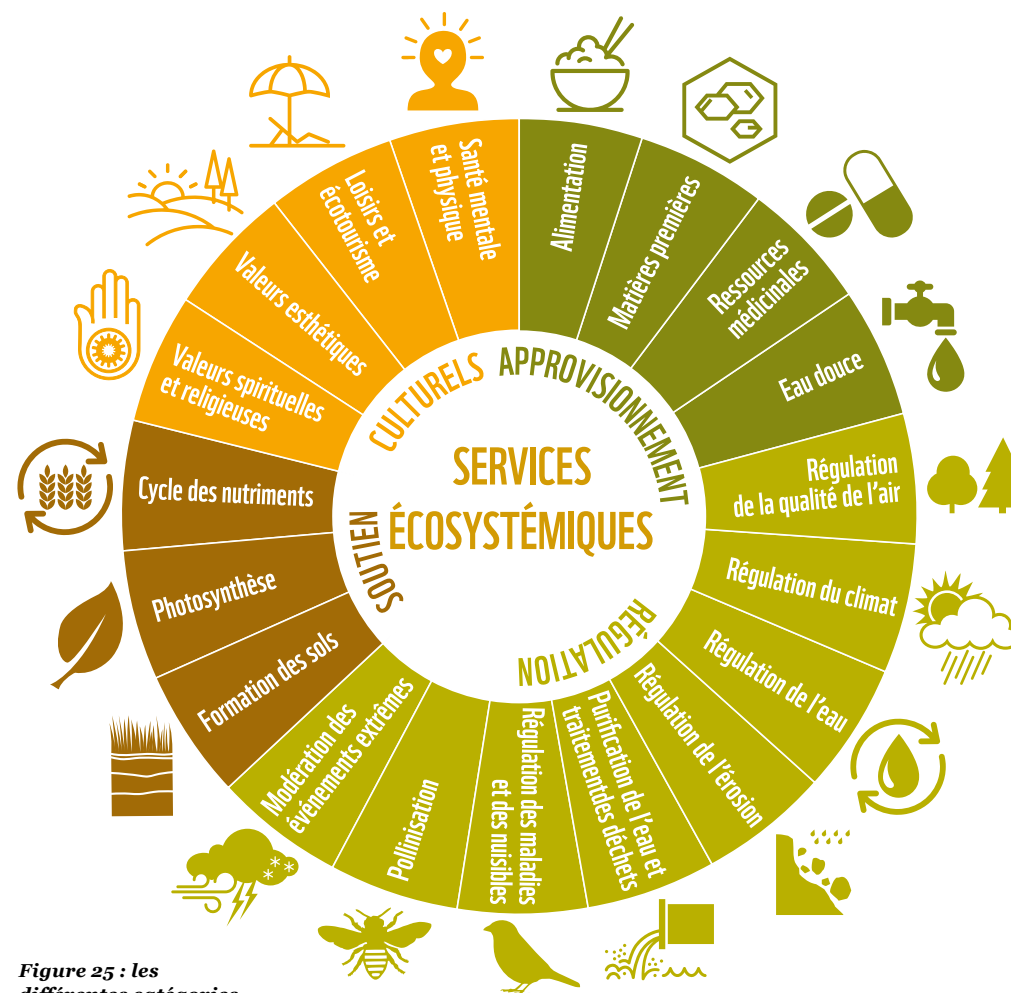 SERVICES
ÉCOSYSTÉMIQUES
APPROVISIONNEMENT
Alimentation
Matières premières
Ressources
médicinales
Eau douce
RÉGULATION
Régulation
de la qualité de l'air
Régulation du climat
Régulation de l'eau
Régulation de l'érosion
Purification de l'eau et
traitementdes déchets
Régulation des maladies
et des nuisibles
Pollinisation
Modération des
événements extrêmes
SOUTIEN
Formation des sols
Photosynthèse
Cycle des nutriments
CULTURELS
Valeurs spirituelles
et religieuses
Valeurs esthétiques
Loisirs et
écotourisme
Santé mentale
et physique
Figure 25 : les
différentes catégories